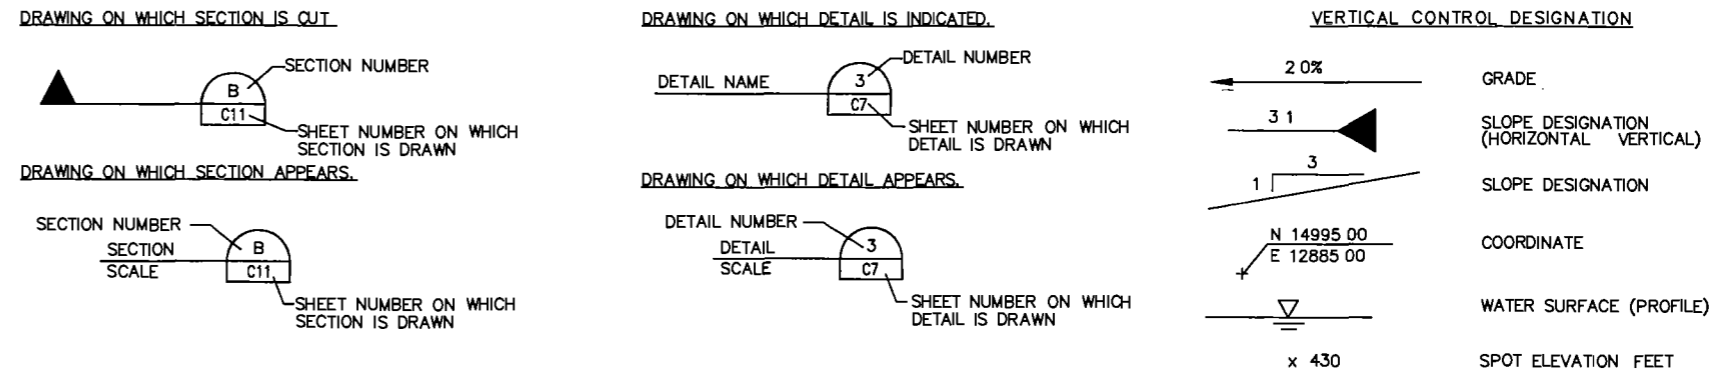 DRAWING ON WHICH SECTION IS CUT
SECTION NUMBER
B
C11
SHEET NUMBER ON WHICH
SECTION IS DRAWN
DRAWING ON WHICH SECTION APPEARS.
SECTION NUMBER
SECTION
SCALE
B
C11
SHEET NUMBER ON WHICH
SECTION IS DRAWN
DRAWING ON WHICH DETAIL IS INDICATED.
DETAIL NUMBER
DETAIL NAME
3
C7
SHEET NUMBER ON WHICH
DETAIL IS DRAWN
DRAWING ON WHICH DETAIL APPEARS.
DETAIL NUMBER
DETAIL
SCALE
3
C7
SHEET NUMBER ON WHICH
DETAIL IS DRAWN
VERTICAL CONTROL DESIGNATION
2 0%
GRADE
3 1
SLOPE DESIGNATION
(HORIZONTAL VERTICAL)
3
1
SLOPE DESIGNATION
N 14995 00
E 12885 00
COORDINATE
WATER SURFACE (PROFILE)
x 430
SPOT ELEVATION FEET